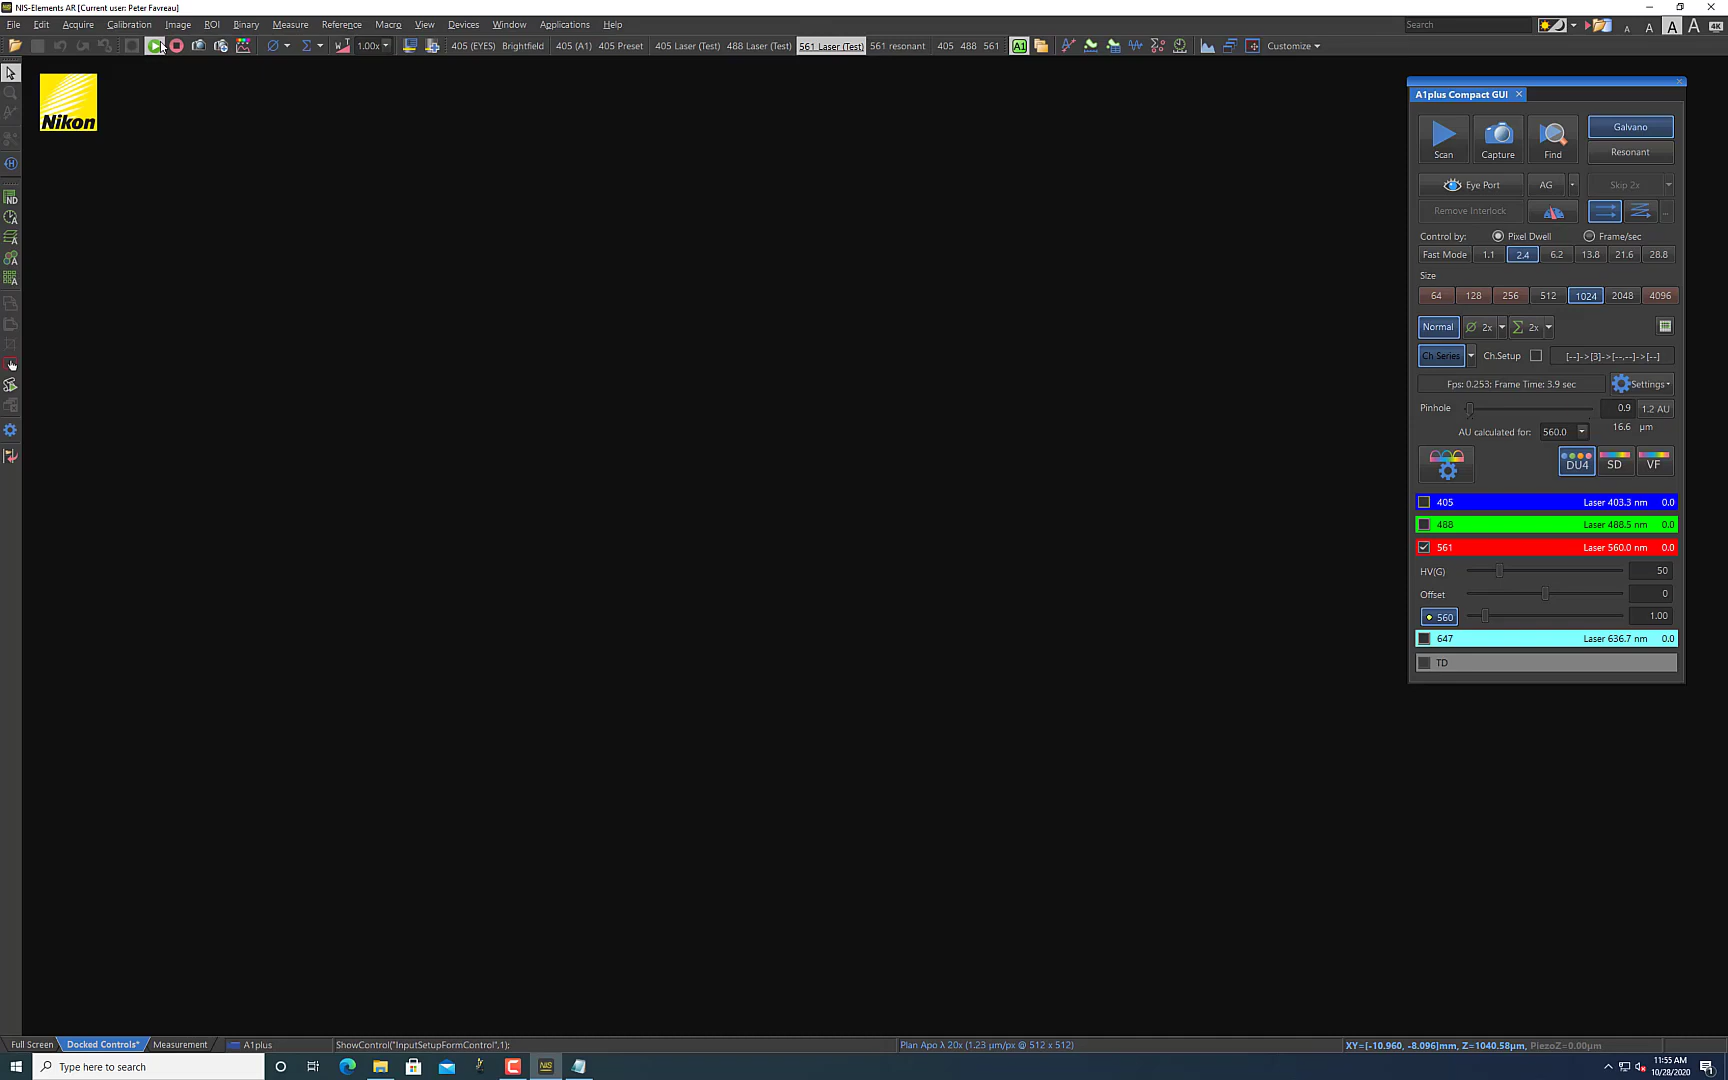 NIS-Elements AR [Current user: Peter Favreau]
File Edit Calibration Acquire Calibration Image ROI Binary Measure Reference Macro View Devices Window Applications Help
Search
1.00x 405 (EYES) Brightfield 405 (A1) 405 Preset 405 Laser (Test) 488 Laser (Test) 561 Laser (Test) 561 resonant 405 488 561 A1 Customize
A A A 4K
Nikon
ND
A1plus Compact GUI
Scan Capture Find
Galvano
Resonant
Eye Port AG Skip 2x
Remove Interlock ...
Control by: Pixel Dwell Frame/sec
Fast Mode 1.1 2.4 6.2 13.8 21.6 28.8
Size
64 128 256 512 1024 2048 4096
Normal 2x 2x
Ch Series Ch.Setup [--]->[3]->[--,--]->[--]
Fps: 0.253; Frame Time: 3.9 sec Settings
Pinhole 0.9 1.2 AU
AU calculated for: 560.0 16.6 µm
DU4 SD VF
405 Laser 403.3 nm 0.0
488 Laser 488.5 nm 0.0
561 Laser 560.0 nm 0.0
HV(G) 50
Offset 0
560 1.00
647 Laser 636.7 nm 0.0
TD
Full Screen Docked Controls* Measurement A1plus ShowControl("InputSetupFormControl",1); Plan Apo λ 20x (1.23 µm/px @ 512 x 512) XY=[-10.960, -8.096]mm, Z=1040.58µm, PiezoZ=0.00µm
Type here to search
NIS
11:55 AM
10/28/2020
1